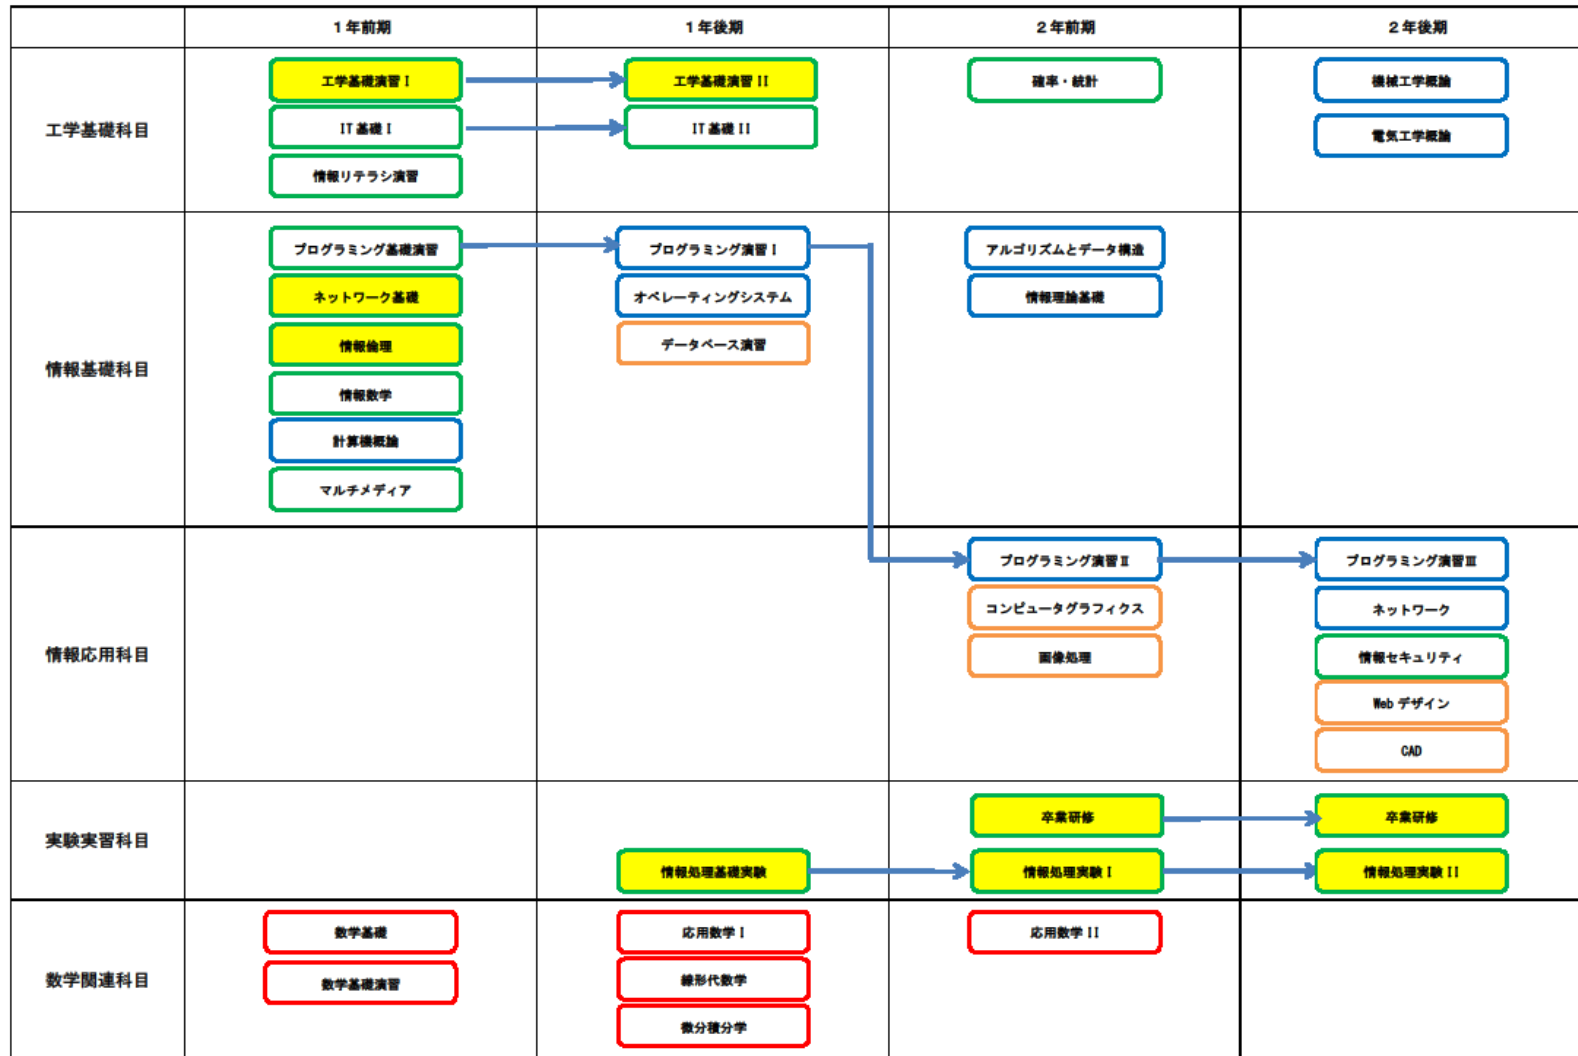 1年前期 1年後期 2年前期 2年後期
工学基礎科目
工学基礎演習 I 工学基礎演習 II 確率・統計 機械工学概論
IT 基礎 I IT 基礎 II 電気工学概論
情報リテラシ演習
情報基礎科目
プログラミング基礎演習 プログラミング演習 I アルゴリズムとデータ構造
ネットワーク基礎 オペレーティングシステム 情報理論基礎
情報倫理 データベース演習
情報数学
計算機概論
マルチメディア
情報応用科目
プログラミング演習Ⅱ プログラミング演習Ⅲ
コンピュータグラフィクス ネットワーク
画像処理 情報セキュリティ
Web デザイン
CAD
実験実習科目
卒業研修 卒業研修
情報処理基礎実験 情報処理実験 I 情報処理実験 II
数学関連科目
数学基礎 応用数学 I 応用数学 II
数学基礎演習 線形代数学
微分積分学